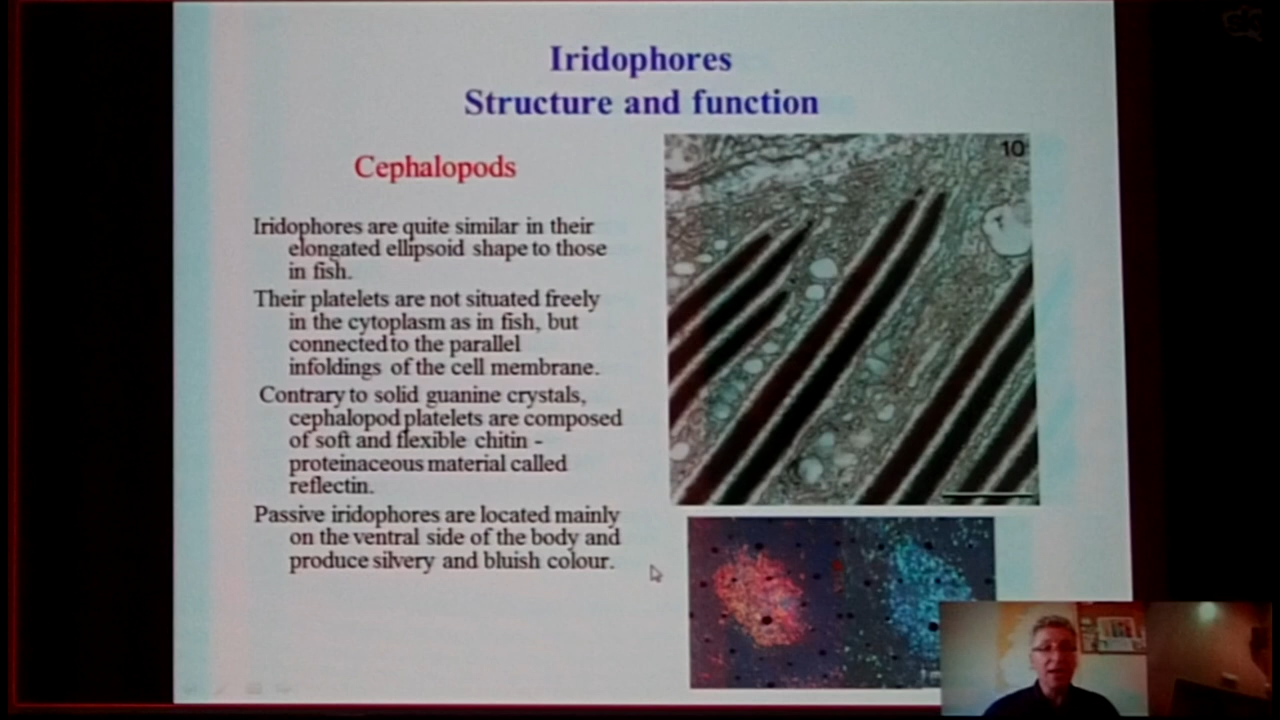 Iridophores
Structure and function
Cephalopods
Iridophores are quite similar in their
elongated ellipsoid shape to those
in fish.
Their platelets are not situated freely
in the cytoplasm as in fish, but
connected to the parallel
infoldings of the cell membrane.
Contrary to solid guanine crystals,
cephalopod platelets are composed
of soft and flexible chitin -
proteinaceous material called
reflectin.
Passive iridophores are located mainly
on the ventral side of the body and
produce silvery and bluish colour.
10